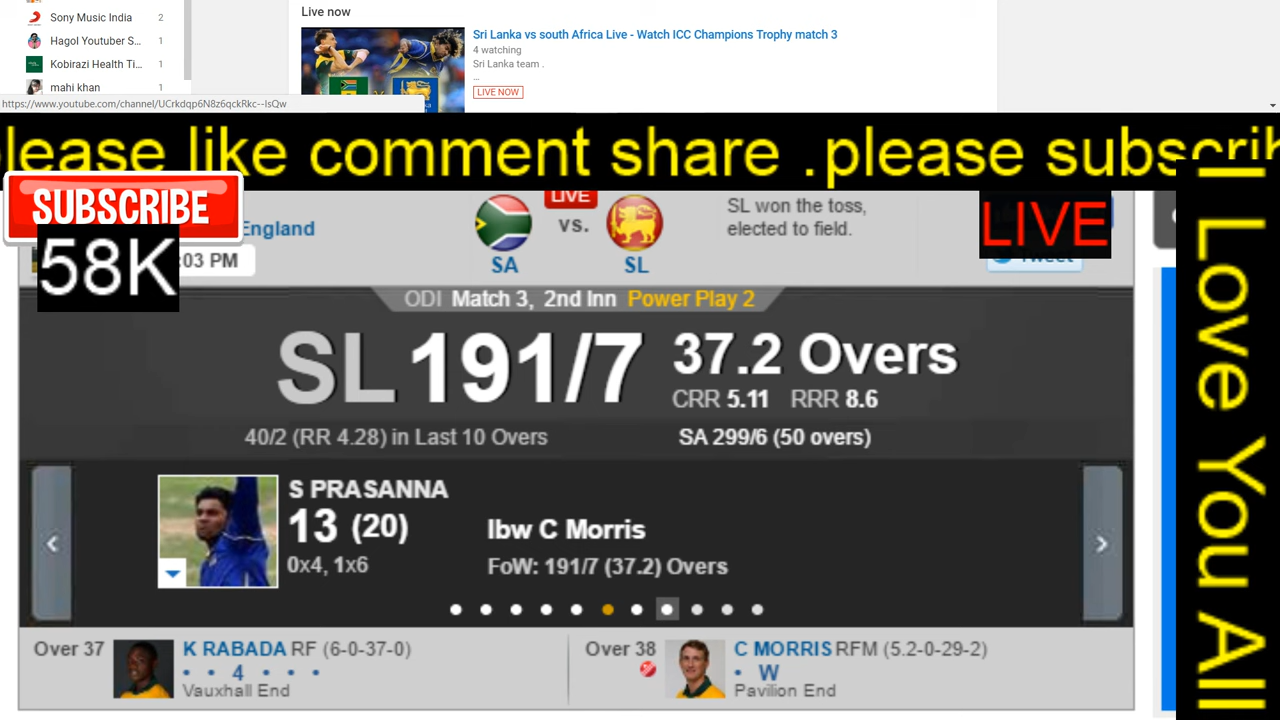 Sony Music India 2
Hagol Youtuber S... 1
Kobirazi Health Ti... 1
mahi khan 1
https://www.youtube.com/channel/UCrkdqp6N8z6qckRkc--IsQw
Live now
Sri Lanka vs south Africa Live - Watch ICC Champions Trophy match 3
4 watching
Sri Lanka team .
...
LIVE NOW
lease like comment share .please subscri
SUBSCRIBE
58K
England
:03 PM
LIVE
vs.
SA
SL
SL won the toss,
elected to field.
LIVE
Tweet
ODI Match 3, 2nd Inn Power Play 2
SL 191/7
37.2 Overs
CRR 5.11 RRR 8.6
40/2 (RR 4.28) in Last 10 Overs
SA 299/6 (50 overs)
S PRASANNA
13 (20)
0x4, 1x6
lbw C Morris
FoW: 191/7 (37.2) Overs
Over 37
K RABADA RF (6-0-37-0)
• • 4 • • •
Vauxhall End
Over 38
C MORRIS RFM (5.2-0-29-2)
• W
Pavilion End
I Love You All